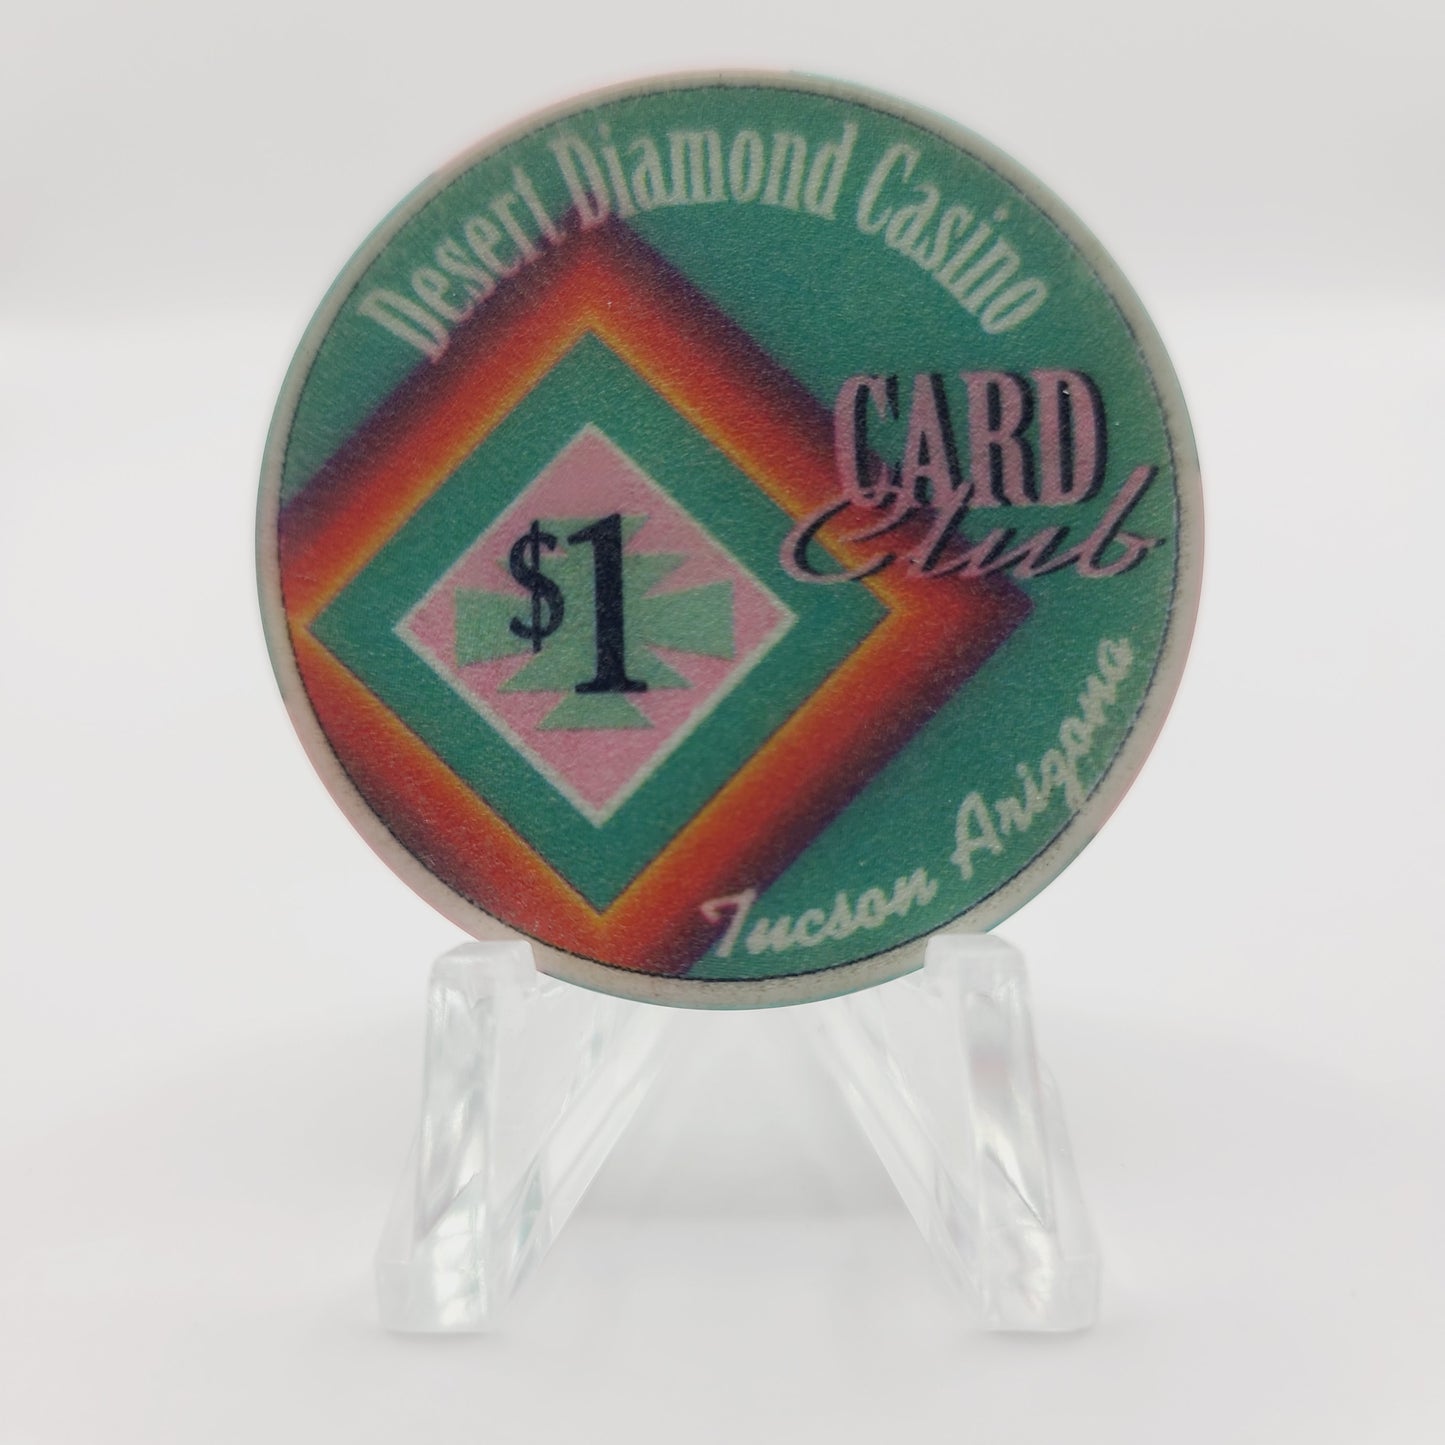 Desert Diamond Casino
CARD
Club
$1
Tucson Arizona